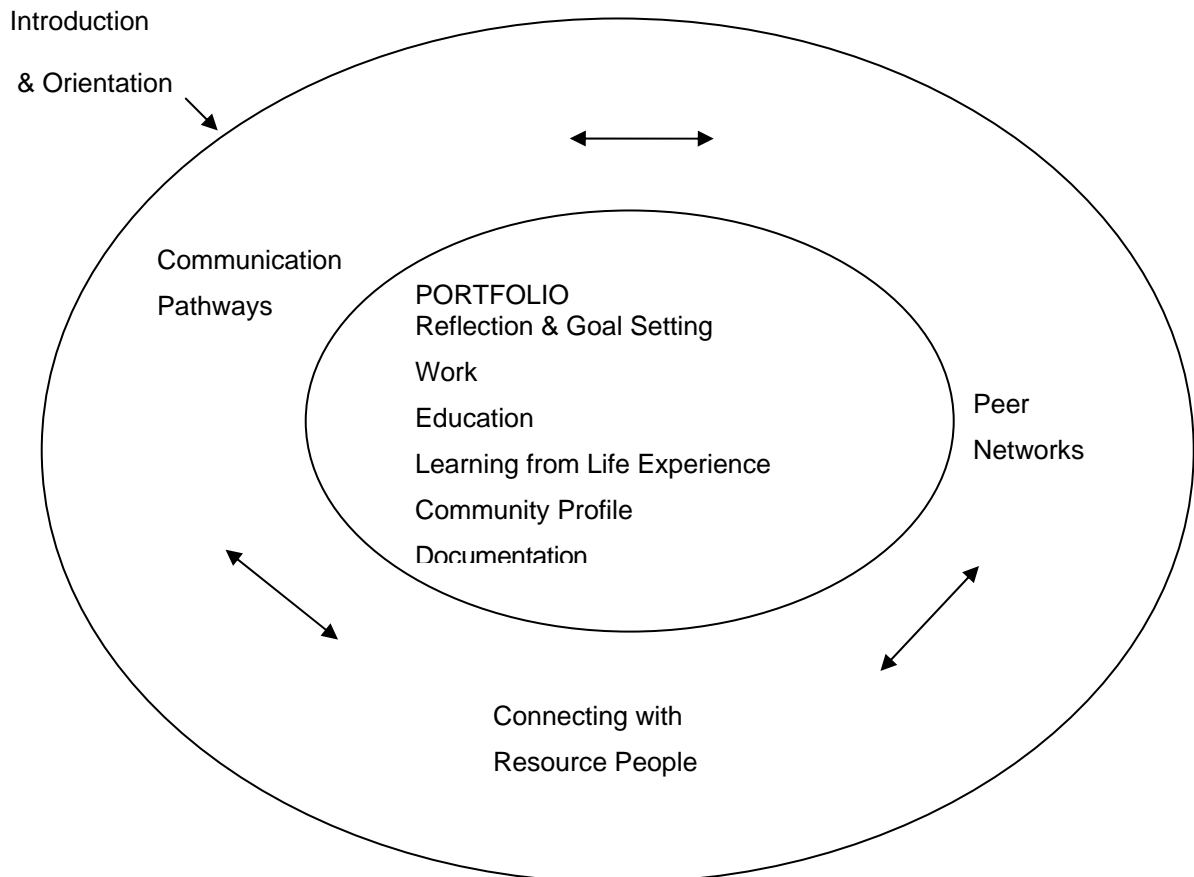 Introduction
& Orientation
Communication
Pathways
PORTFOLIO
Reflection & Goal Setting
Work
Education
Learning from Life Experience
Community Profile
Documentation
Peer
Networks
Connecting with
Resource People